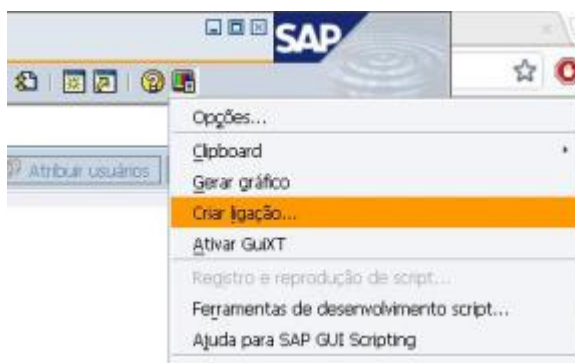 SAP
Opções...
Atribuir usuários
Clipboard
Gerar gráfico
Criar ligação...
Ativar GuiXT
Registro e reprodução de script...
Ferramentas de desenvolvimento script...
Ajuda para SAP GUI Scripting